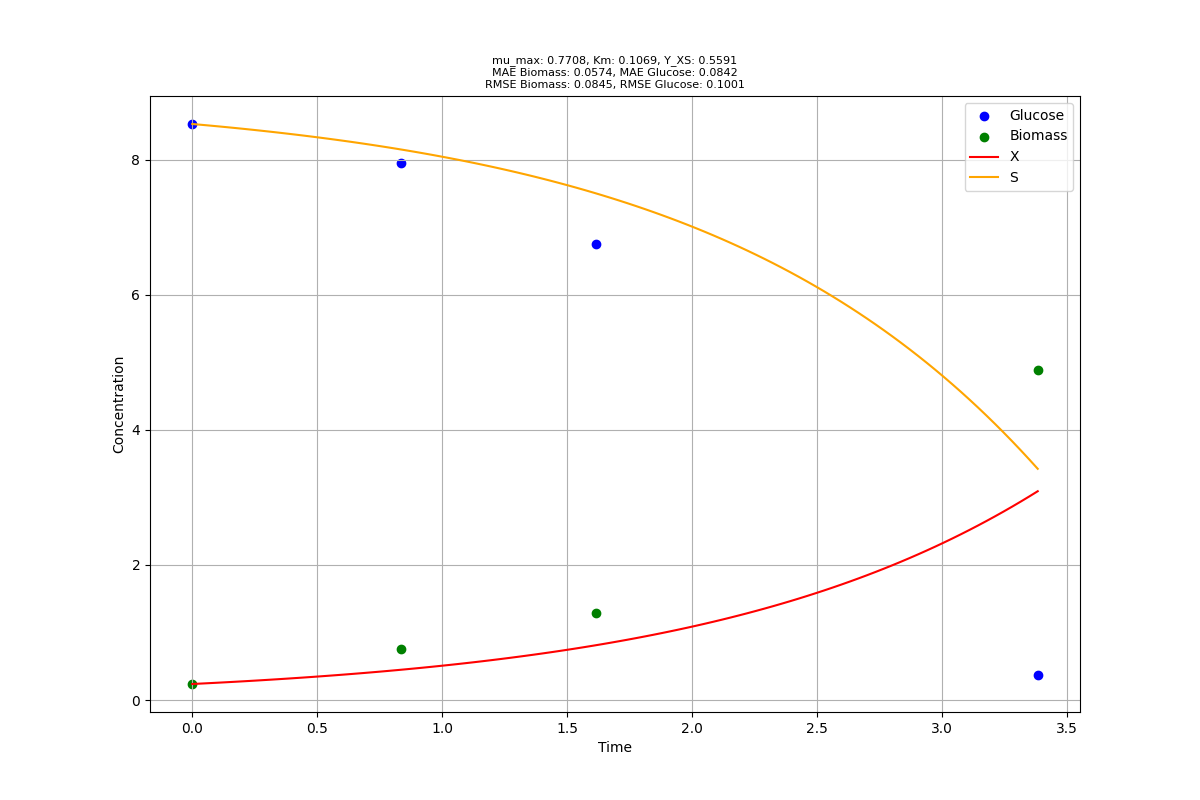 mu_max: 0.7708, Km: 0.1069, Y_XS: 0.5591
MAE Biomass: 0.0574, MAE Glucose: 0.0842
RMSE Biomass: 0.0845, RMSE Glucose: 0.1001
Glucose
Biomass
X
S
8
6
4
2
0
Concentration
0.0 0.5 1.0 1.5 2.0 2.5 3.0 3.5
Time